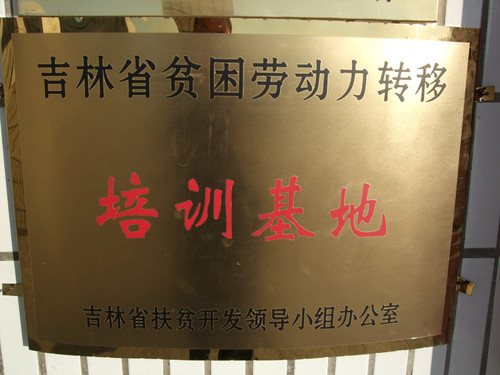 吉林省贫困劳动力转移
培训基地
吉林省扶贫开发领导小组办公室